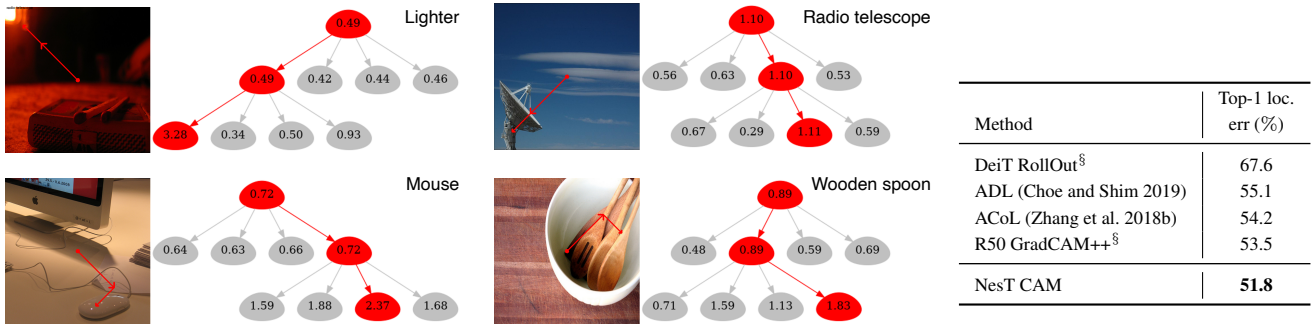 Lighter
0.49
0.49 0.42 0.44 0.46
3.28 0.34 0.50 0.93
Radio telescope
1.10
0.56 0.63 1.10 0.53
0.67 0.29 1.11 0.59
Mouse
0.72
0.64 0.63 0.66 0.72
1.59 1.88 2.37 1.68
Wooden spoon
0.89
0.48 0.89 0.59 0.69
0.71 1.59 1.13 1.83
Method Top-1 loc. err (%)
DeiT RollOut§ 67.6
ADL (Choe and Shim 2019) 55.1
ACoL (Zhang et al. 2018b) 54.2
R50 GradCAM++§ 53.5
NesT CAM 51.8